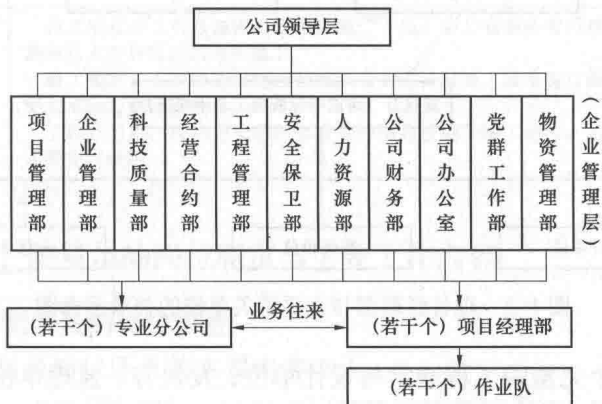 公司领导层
项目管理部
企业管理部
科技质量部
经营合约部
工程管理部
安全保卫部
人力资源部
公司财务部
公司办公室
党群工作部
物资管理部
（企业管理层）
（若干个）专业分公司
业务往来
（若干个）项目经理部
（若干个）作业队